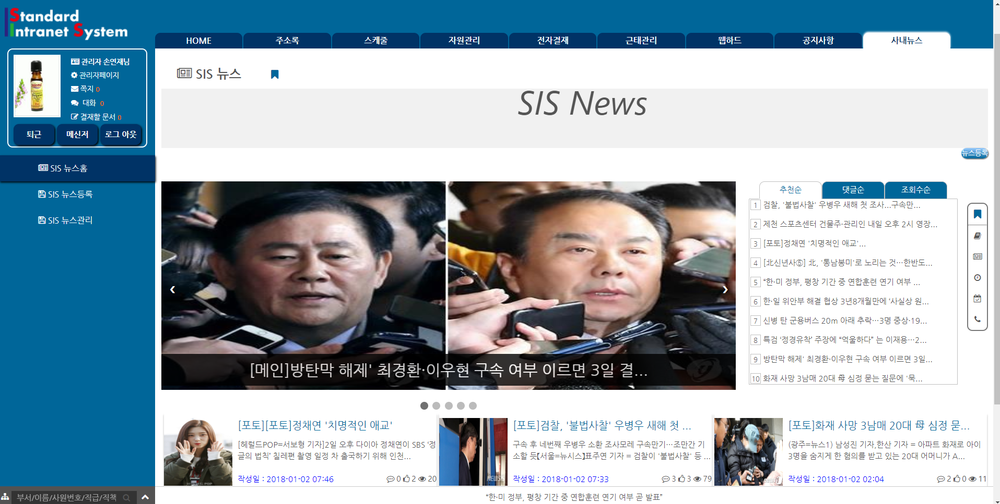 Standard
Intranet System
HOME
주소록
스케줄
자원관리
전자결재
근태관리
웹하드
공지사항
사내뉴스
관리자 손연재님
관리자페이지
쪽지 0
대화 0
결재할 문서 0
퇴근
메신저
로그 아웃
SIS 뉴스홈
SIS 뉴스등록
SIS 뉴스관리
SIS 뉴스
SIS News
뉴스등록
[메인]방탄막 해제' 최경환·이우현 구속 여부 이르면 3일 결...
추천순
댓글순
조회수순
1 검찰, '불법사찰' 우병우 새해 첫 조사...구속만...
2 제천 스포츠센터 건물주·관리인 내일 오후 2시 영장...
3 [포토]정채연 '치명적인 애교'...
4 [北신년사⑤] 北, '통남봉미'로 노리는 것…한반도...
5 “한·미 정부, 평창 기간 중 연합훈련 연기 여부 ...
6 한·일 위안부 해결 협상 3년8개월만에 ‘사실상 원...
7 신병 탄 군용버스 20m 아래 추락…3명 중상·19...
8 특검 ‘정경유착’ 주장에 “억울하다” 는 이재용…2...
9 방탄막 해제' 최경환·이우현 구속 여부 이르면 3일...
10 화재 사망 3남매 20대 母 심정 묻는 질문에 '묵...
[포토][포토]정채연 '치명적인 애교'
[헤럴드POP=서보형 기자]2일 오후 다이아 정채연이 SBS ‘정
글의 법칙’ 칠레편 촬영 일정 차 출국하기 위해 인천...
작성일 : 2018-01-02 07:46
0 2 20
[포토]검찰, '불법사찰' 우병우 새해 첫 ...
구속 후 네번째 우병우 소환 조사모레 구속만기…조만간 기
소할 듯【서울=뉴시스】표주연 기자 = 검찰이 '불법사찰' 등 ...
작성일 : 2018-01-02 07:33
3 3 79
NEWSIS
[포토]화재 사망 3남매 20대 母 심정 묻...
(광주=뉴스1) 남성진 기자,한산 기자 = 아파트 화재로 아이
3명을 숨지게 한 혐의를 받고 있는 20대 어머니가 A...
작성일 : 2018-01-02 02:04
2 0 11
news1
부서/이름/사원번호/직급/직책
“한·미 정부, 평창 기간 중 연합훈련 연기 여부 곧 발표”